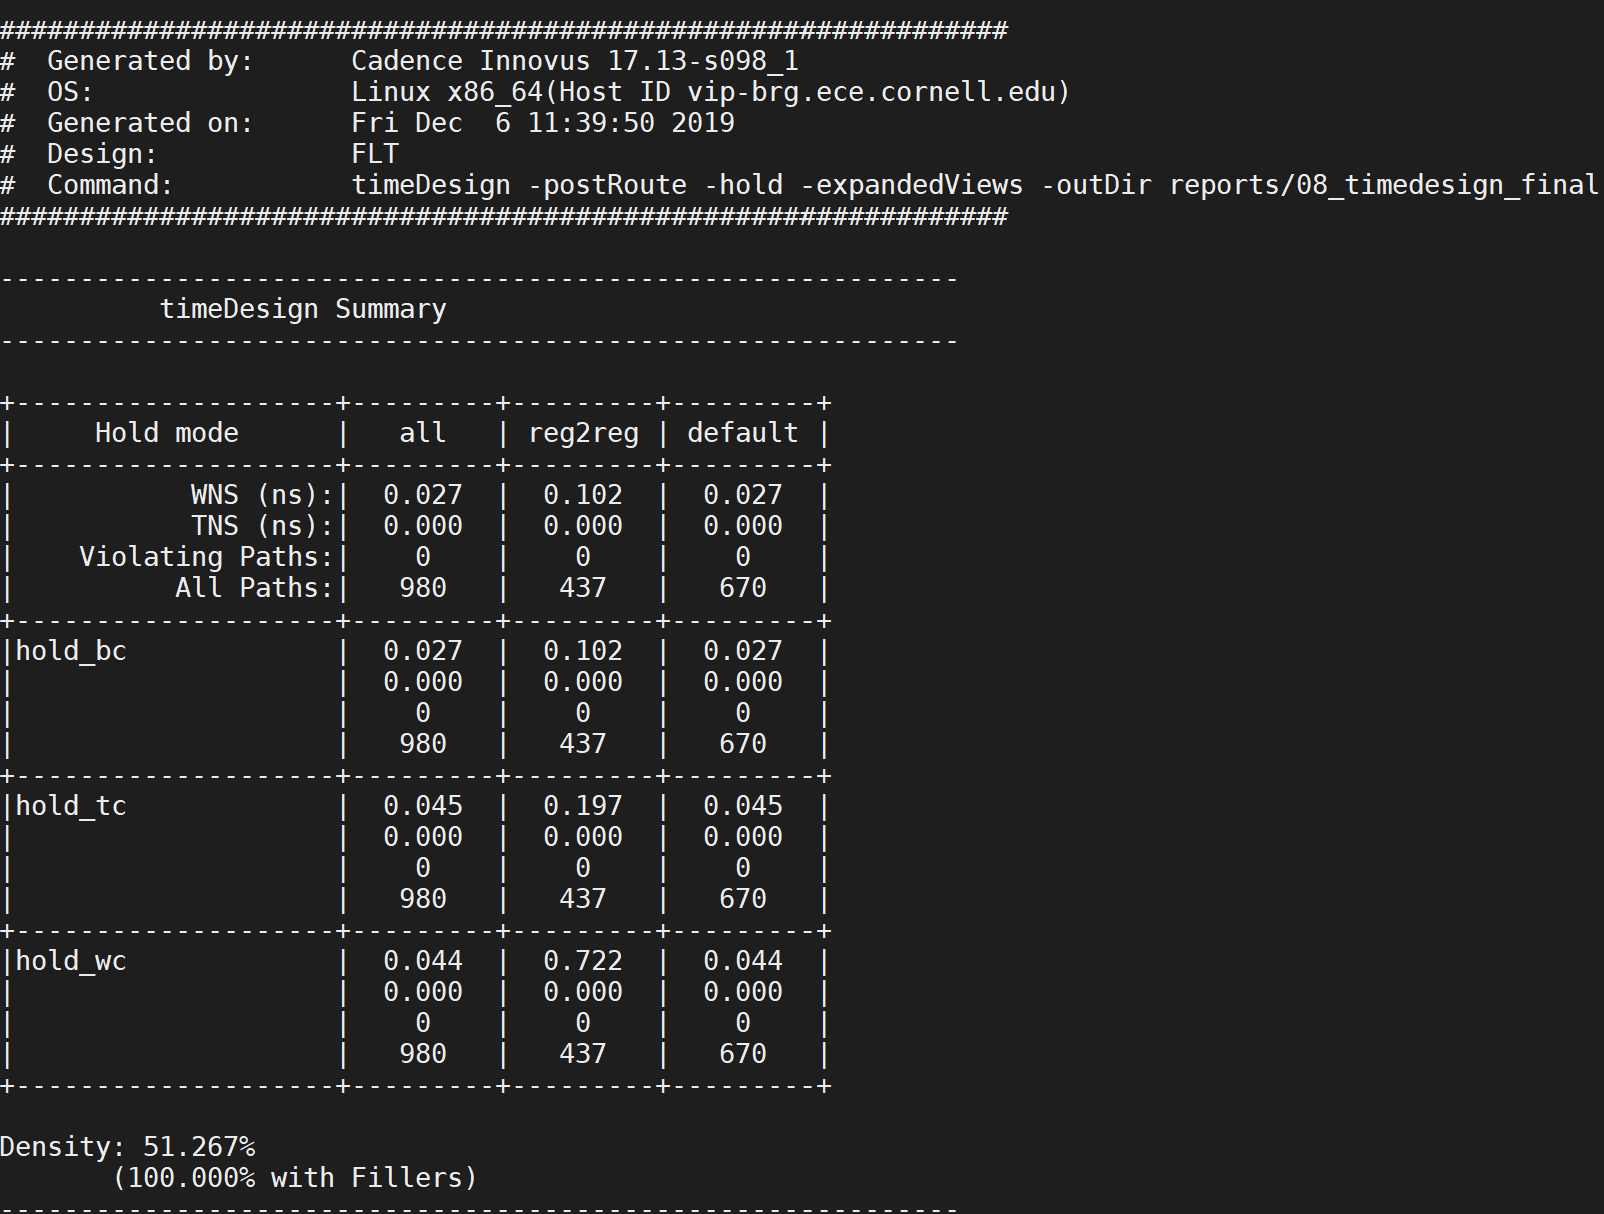 ###############################################################
#  Generated by:      Cadence Innovus 17.13-s098_1
#  OS:                Linux x86_64(Host ID vip-brg.ece.cornell.edu)
#  Generated on:      Fri Dec  6 11:39:50 2019
#  Design:            FLT
#  Command:           timeDesign -postRoute -hold -expandedViews -outDir reports/08_timedesign_final
###############################################################

------------------------------------------------------------
          timeDesign Summary
------------------------------------------------------------

+--------------------+---------+---------+---------+
|     Hold mode      |   all   | reg2reg | default |
+--------------------+---------+---------+---------+
|           WNS (ns):|  0.027  |  0.102  |  0.027  |
|           TNS (ns):|  0.000  |  0.000  |  0.000  |
|    Violating Paths:|    0    |    0    |    0    |
|          All Paths:|   980   |   437   |   670   |
+--------------------+---------+---------+---------+
|hold_bc             |  0.027  |  0.102  |  0.027  |
|                    |  0.000  |  0.000  |  0.000  |
|                    |    0    |    0    |    0    |
|                    |   980   |   437   |   670   |
+--------------------+---------+---------+---------+
|hold_tc             |  0.045  |  0.197  |  0.045  |
|                    |  0.000  |  0.000  |  0.000  |
|                    |    0    |    0    |    0    |
|                    |   980   |   437   |   670   |
+--------------------+---------+---------+---------+
|hold_wc             |  0.044  |  0.722  |  0.044  |
|                    |  0.000  |  0.000  |  0.000  |
|                    |    0    |    0    |    0    |
|                    |   980   |   437   |   670   |
+--------------------+---------+---------+---------+

Density: 51.267%
       (100.000% with Fillers)
------------------------------------------------------------